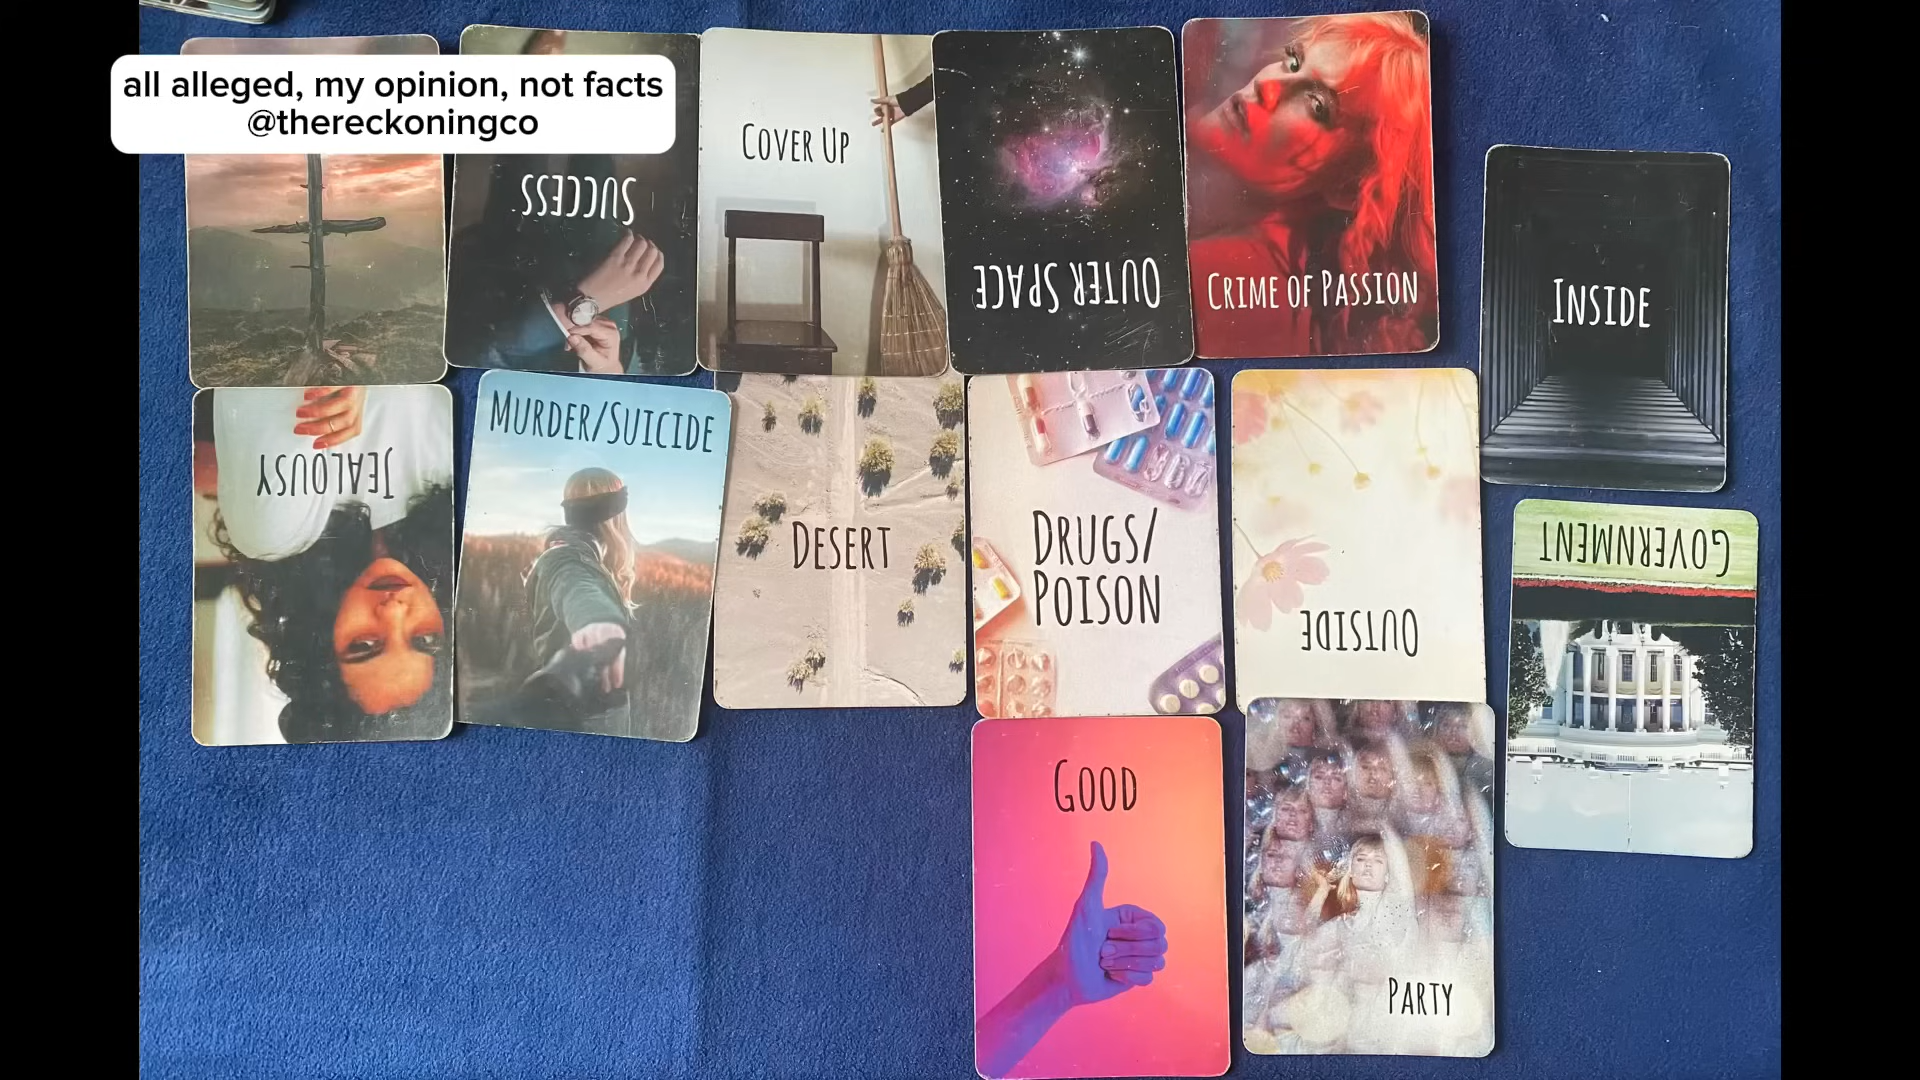 all alleged, my opinion, not facts
@thereckoningco
SUCCESS
COVER UP
OUTER SPACE
CRIME OF PASSION
INSIDE
JEALOUSY
MURDER/SUICIDE
DESERT
DRUGS/
POISON
OUTSIDE
GOVERNMENT
GOOD
PARTY